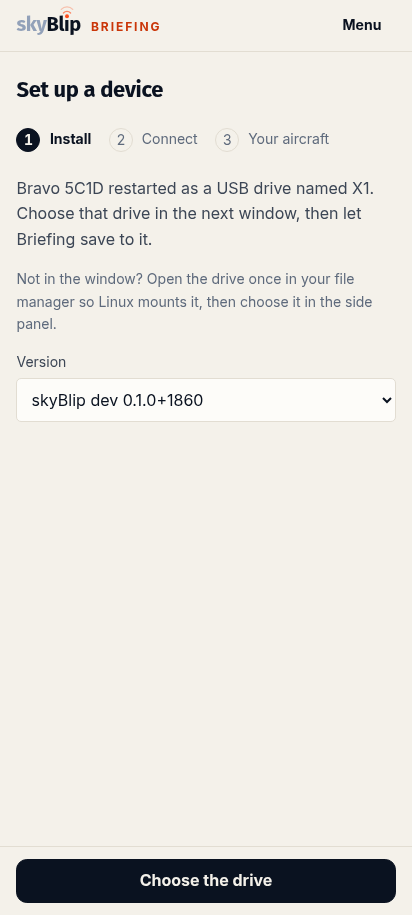 skyBlip BRIEFING Menu
Set up a device
1 Install 2 Connect 3 Your aircraft
Bravo 5C1D restarted as a USB drive named X1.
Choose that drive in the next window, then let
Briefing save to it.
Not in the window? Open the drive once in your file
manager so Linux mounts it, then choose it in the side
panel.
Version
skyBlip dev 0.1.0+1860
Choose the drive